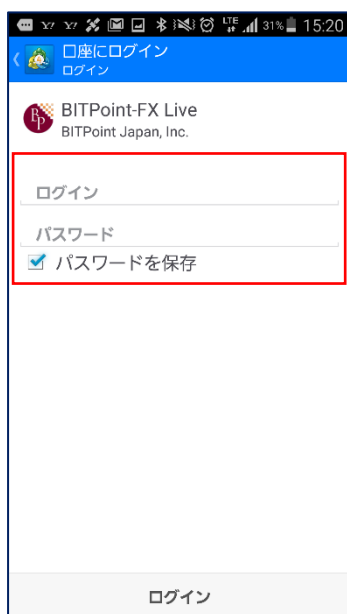 LTE 31% 15:20
口座にログイン
ログイン
BITPoint-FX Live
BITPoint Japan, Inc.
ログイン
パスワード
パスワードを保存
ログイン